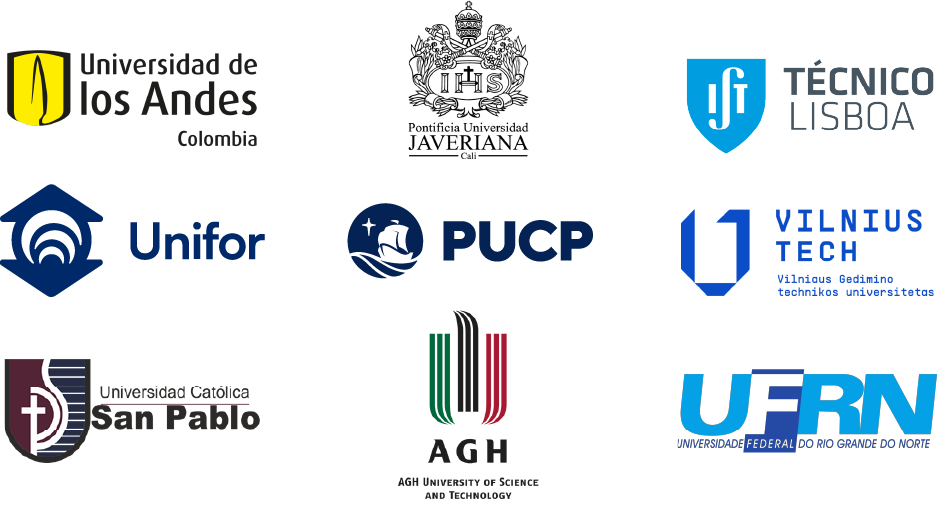 Universidad de
los Andes
Colombia
IHS
Pontificia Universidad
JAVERIANA
Cali
IST
TÉCNICO
LISBOA
Unifor
PUCP
VILNIUS
TECH
Vilniaus Gedimino
technikos universitetas
Universidad Católica
San Pablo
AGH
AGH UNIVERSITY OF SCIENCE
AND TECHNOLOGY
UFRN
UNIVERSIDADE FEDERAL DO RIO GRANDE DO NORTE